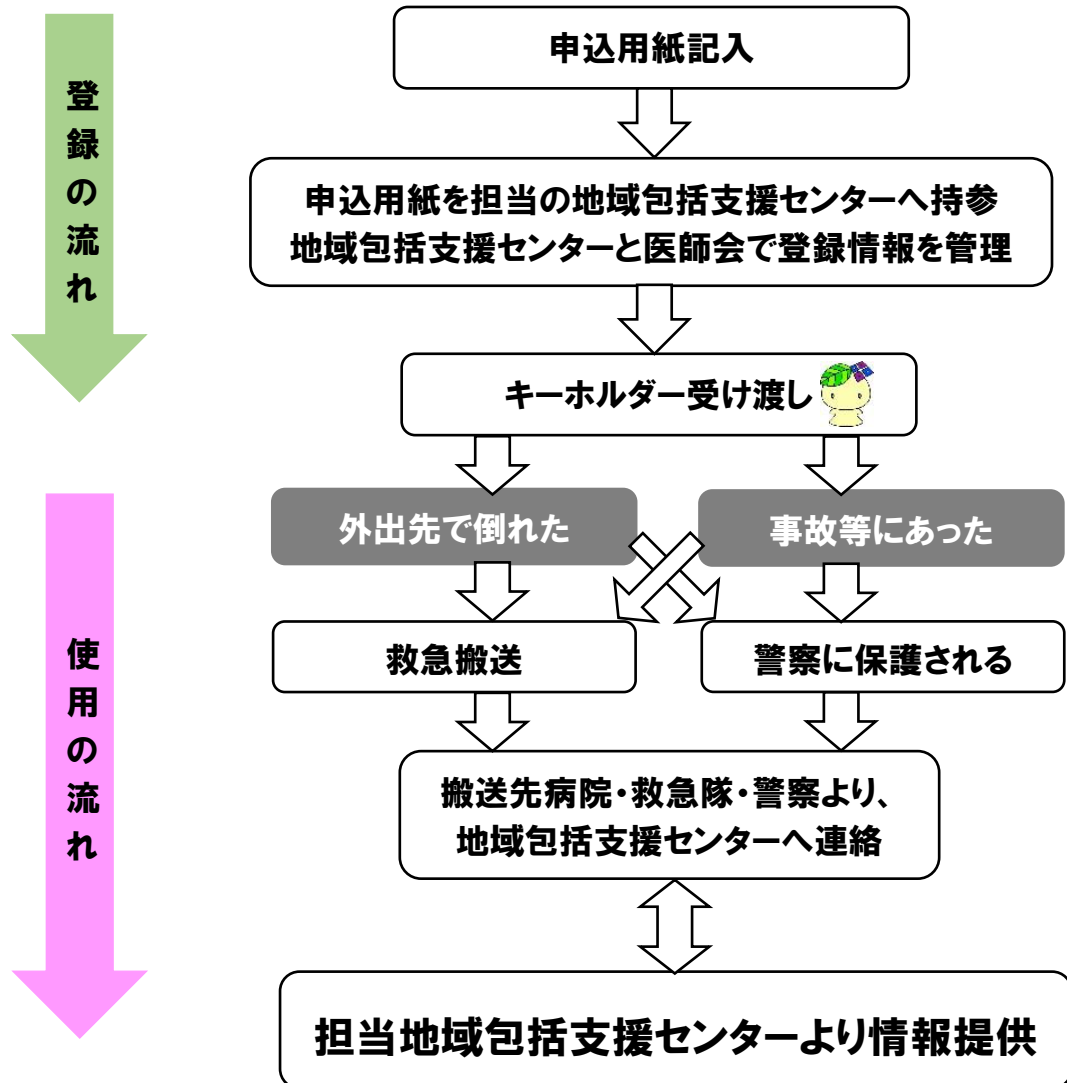 登録の流れ
申込用紙記入
申込用紙を担当の地域包括支援センターへ持参
地域包括支援センターと医師会で登録情報を管理
キーホルダー受け渡し
使用の流れ
外出先で倒れた
事故等にあった
救急搬送
警察に保護される
搬送先病院・救急隊・警察より、
地域包括支援センターへ連絡
担当地域包括支援センターより情報提供